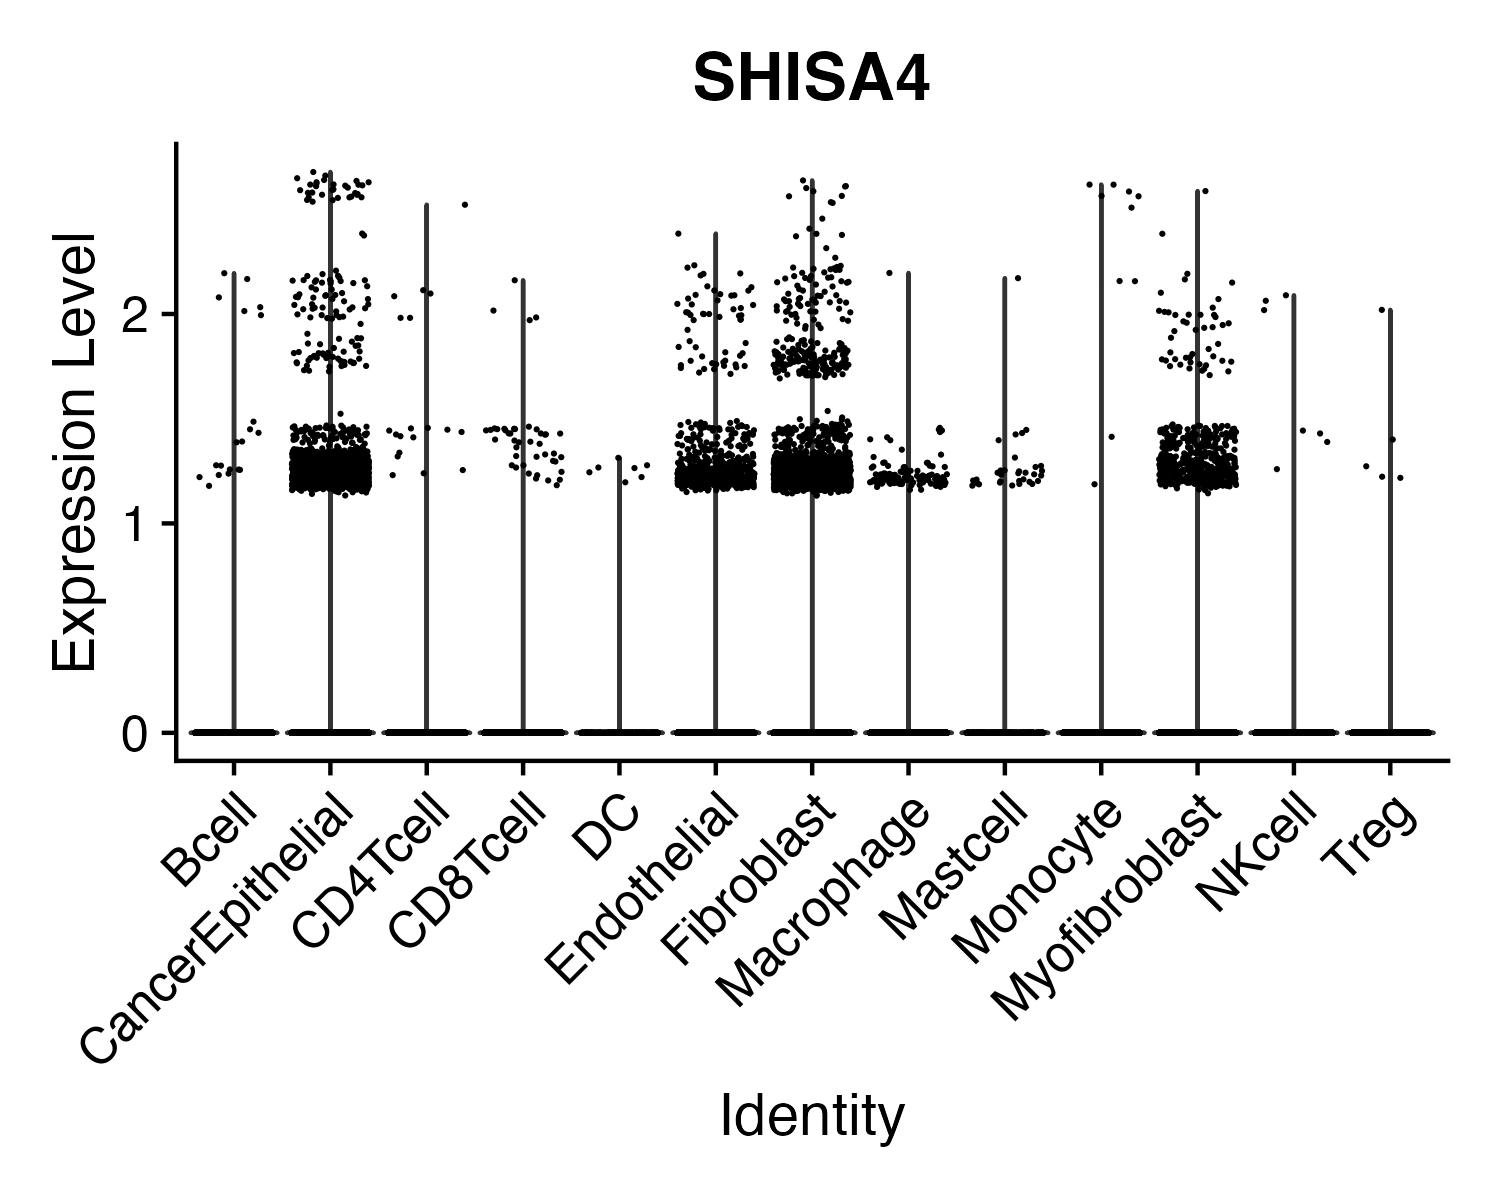 SHISA4
Expression Level
2
1
0
Bcell
CancerEpithelial
CD4Tcell
CD8Tcell
DC
Endothelial
Fibroblast
Macrophage
Mastcell
Monocyte
Myofibroblast
NKcell
Treg
Identity